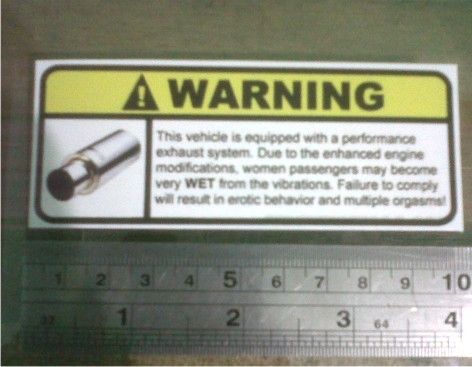 WARNING
This vehicle is equipped with a performance
exhaust system. Due to the enhanced engine
modifications, women passengers may become
very WET from the vibrations. Failure to comply
will result in erotic behavior and multiple orgasms!
1 2 3 4 5 6 7 8 9 10
32 1 2 3 64 4